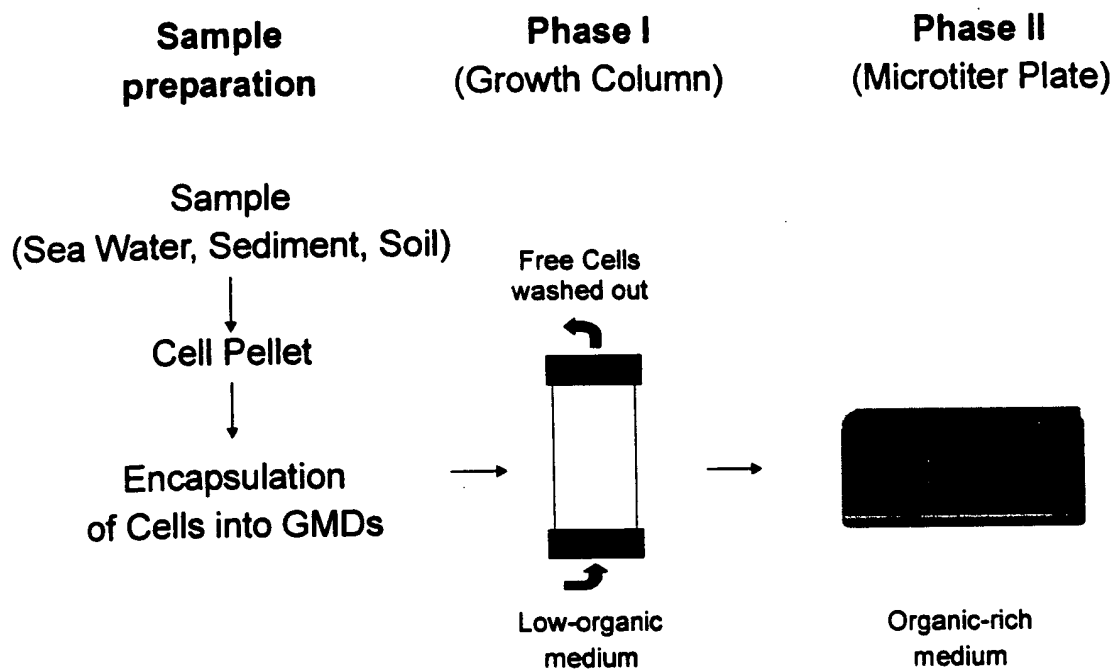 Sample
preparation
Phase I
(Growth Column)
Phase II
(Microtiter Plate)
Sample
(Sea Water, Sediment, Soil)
Cell Pellet
Encapsulation
of Cells into GMDs
Free Cells
washed out
Low-organic
medium
Organic-rich
medium